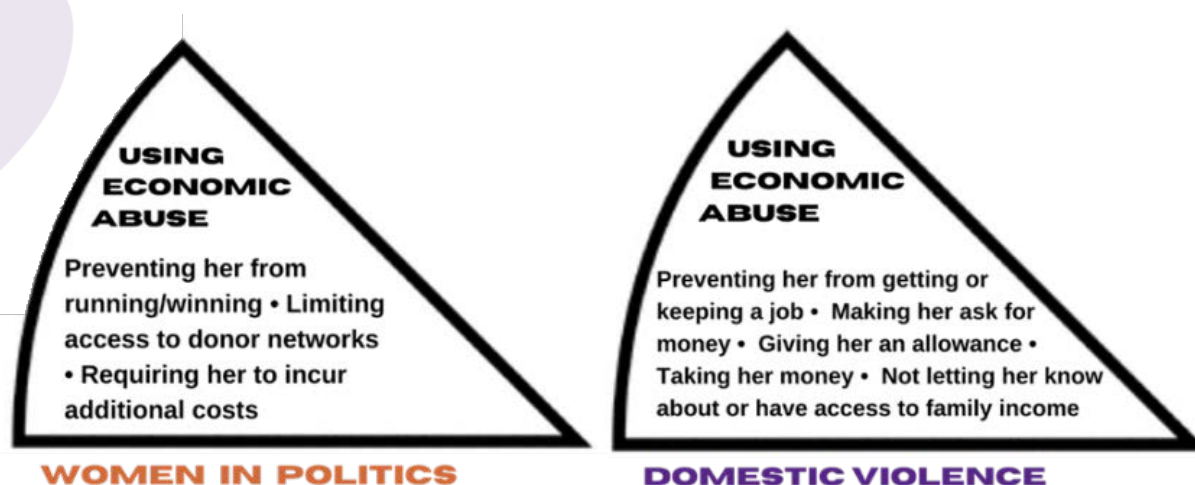 USING
ECONOMIC
ABUSE
Preventing her from
running/winning • Limiting
access to donor networks
• Requiring her to incur
additional costs
WOMEN IN POLITICS
USING
ECONOMIC
ABUSE
Preventing her from getting or
keeping a job • Making her ask for
money • Giving her an allowance •
Taking her money • Not letting her know
about or have access to family income
DOMESTIC VIOLENCE